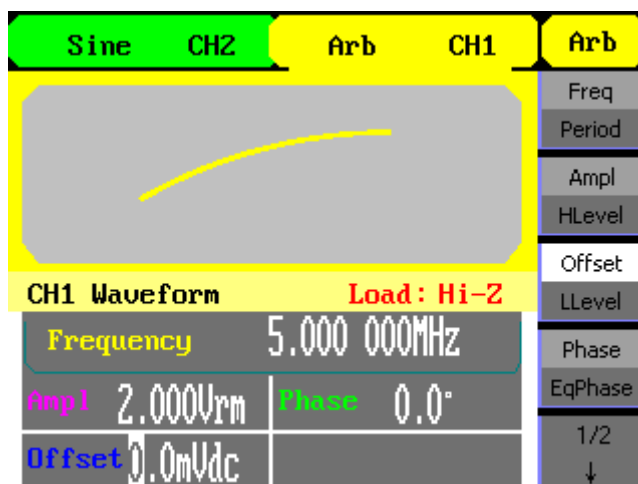 Sine CH2 Arb CH1 Arb
Freq
Period
Ampl
HLevel
Offset
LLevel
Phase
EqPhase
1/2
↓
CH1 Waveform Load: Hi-Z
Frequency 5.000 000MHz
Ampl 2.000Vrm Phase 0.0°
Offset 0.0mVdc